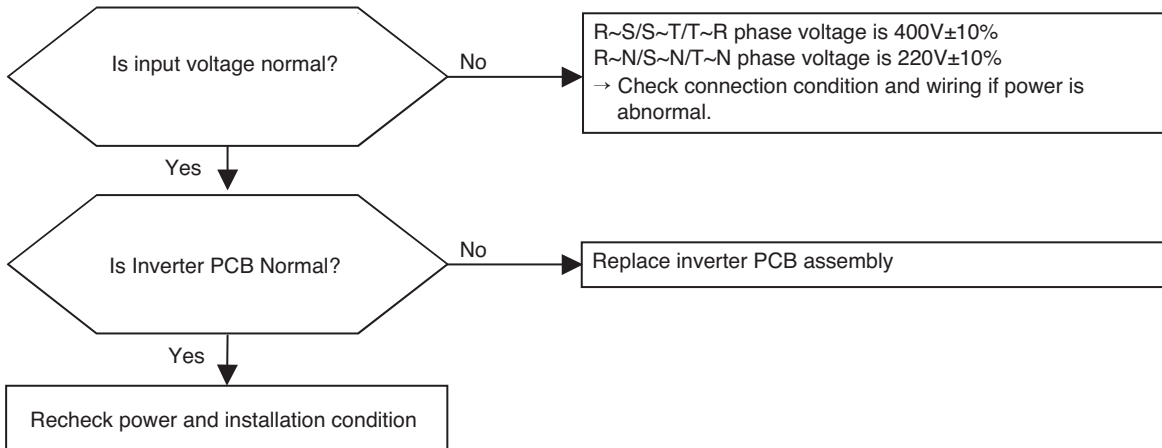 Is input voltage normal?
No
R~S/S~T/T~R phase voltage is 400V±10%
R~N/S~N/T~N phase voltage is 220V±10%
→ Check connection condition and wiring if power is
abnormal.
Yes
Is Inverter PCB Normal?
No
Replace inverter PCB assembly
Yes
Recheck power and installation condition